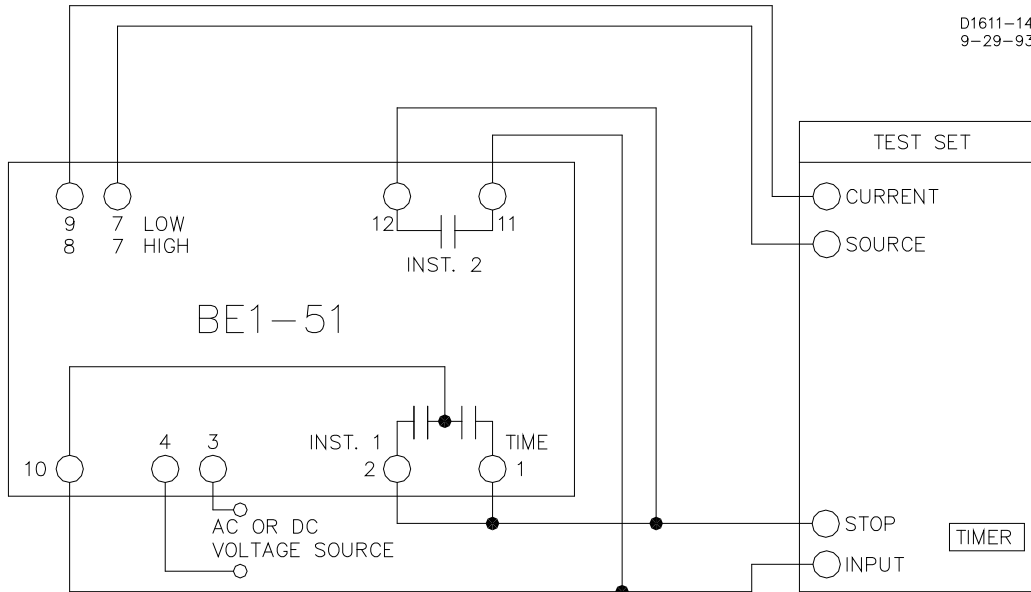 D1611-14
9-29-93
TEST SET
CURRENT
SOURCE
9 7 LOW
8 7 HIGH
12 11
INST. 2
BE1-51
10
4 3
INST. 1 TIME
2 1
AC OR DC
VOLTAGE SOURCE
STOP
TIMER
INPUT